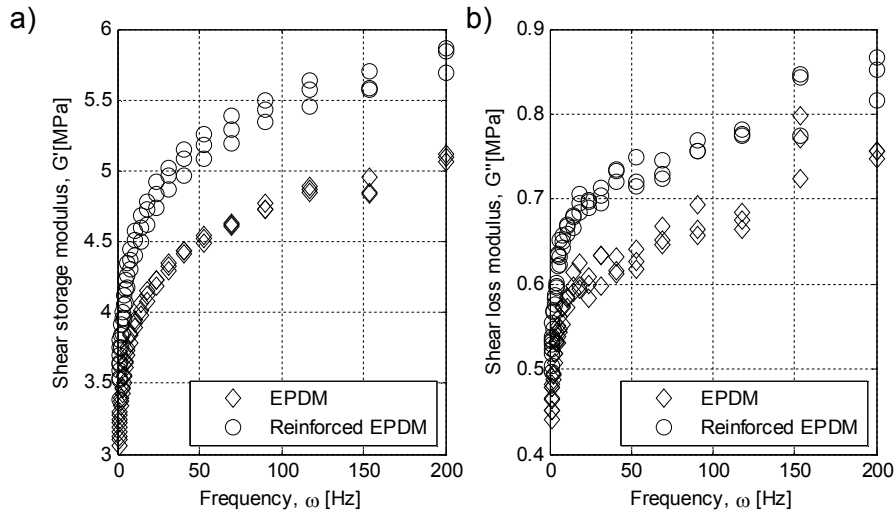 a)
Shear storage modulus, G'[MPa]
6
5.5
5
4.5
4
3.5
3
0
50
100
150
200
Frequency, ω [Hz]
EPDM
Reinforced EPDM
b)
Shear loss modulus, G"[MPa]
0.9
0.8
0.7
0.6
0.5
0.4
0
50
100
150
200
Frequency, ω [Hz]
EPDM
Reinforced EPDM